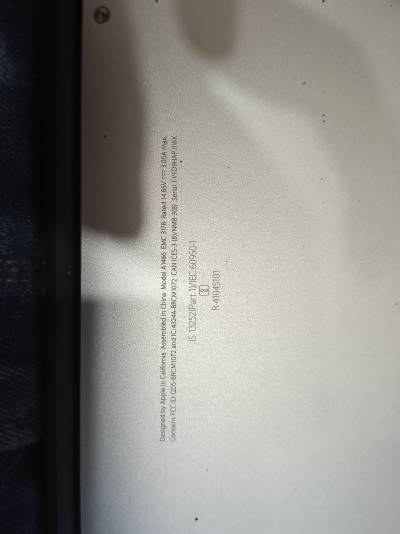 Designed by Apple in California Assembled in China Model A1466 EMC 3178 Rated 14.85V ⎓ 3.05A max.
Contains FCC ID: QDS-BRCM1072 and IC: 4324A-BRCM1072 CAN ICES-3 (B)/NMB-3(B) Serial
IS 13252(Part 1)/IEC 60950-1
R-41045101